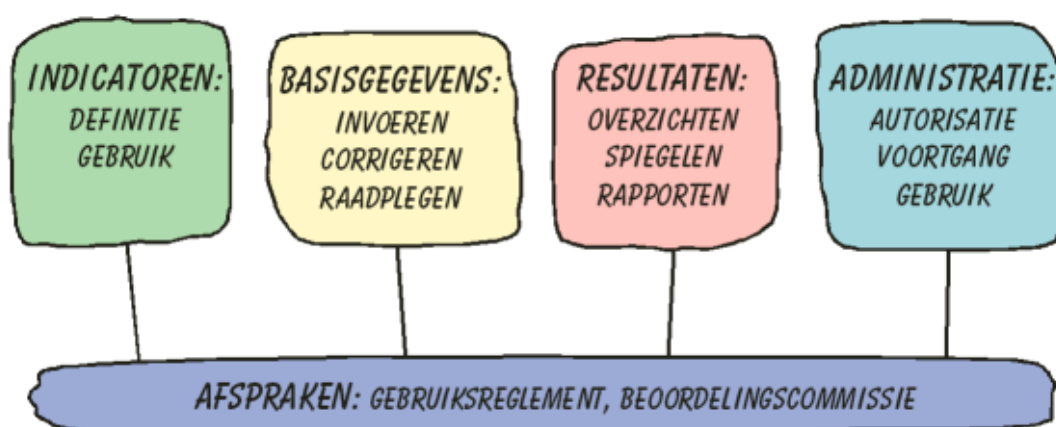 INDICATOREN:
DEFINITIE
GEBRUIK
BASISGEGEVENS:
INVOEREN
CORRIGEREN
RAADPLEGEN
RESULTATEN:
OVERZICHTEN
SPIEGELEN
RAPPORTEN
ADMINISTRATIE:
AUTORISATIE
VOORTGANG
GEBRUIK
AFSPRAKEN: GEBRUIKSREGLEMENT, BEOORDELINGSCOMMISSIE